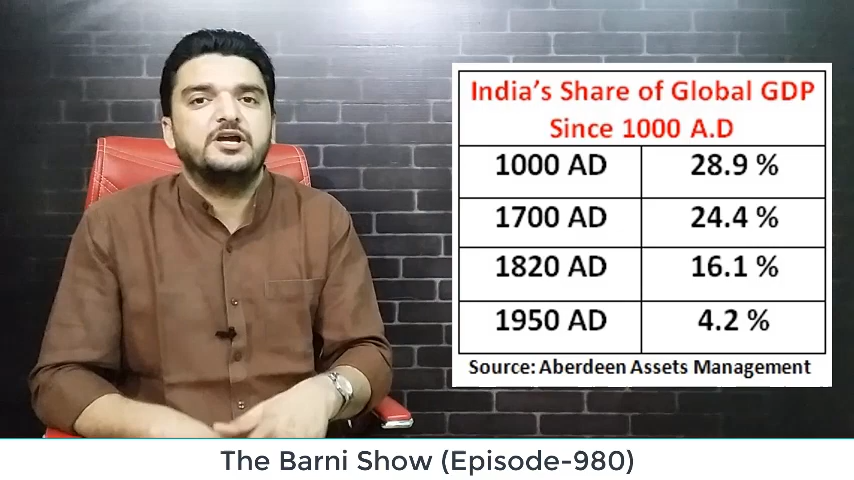 India's Share of Global GDP
Since 1000 A.D
1000 AD 28.9 %
1700 AD 24.4 %
1820 AD 16.1 %
1950 AD 4.2 %
Source: Aberdeen Assets Management
The Barni Show (Episode-980)